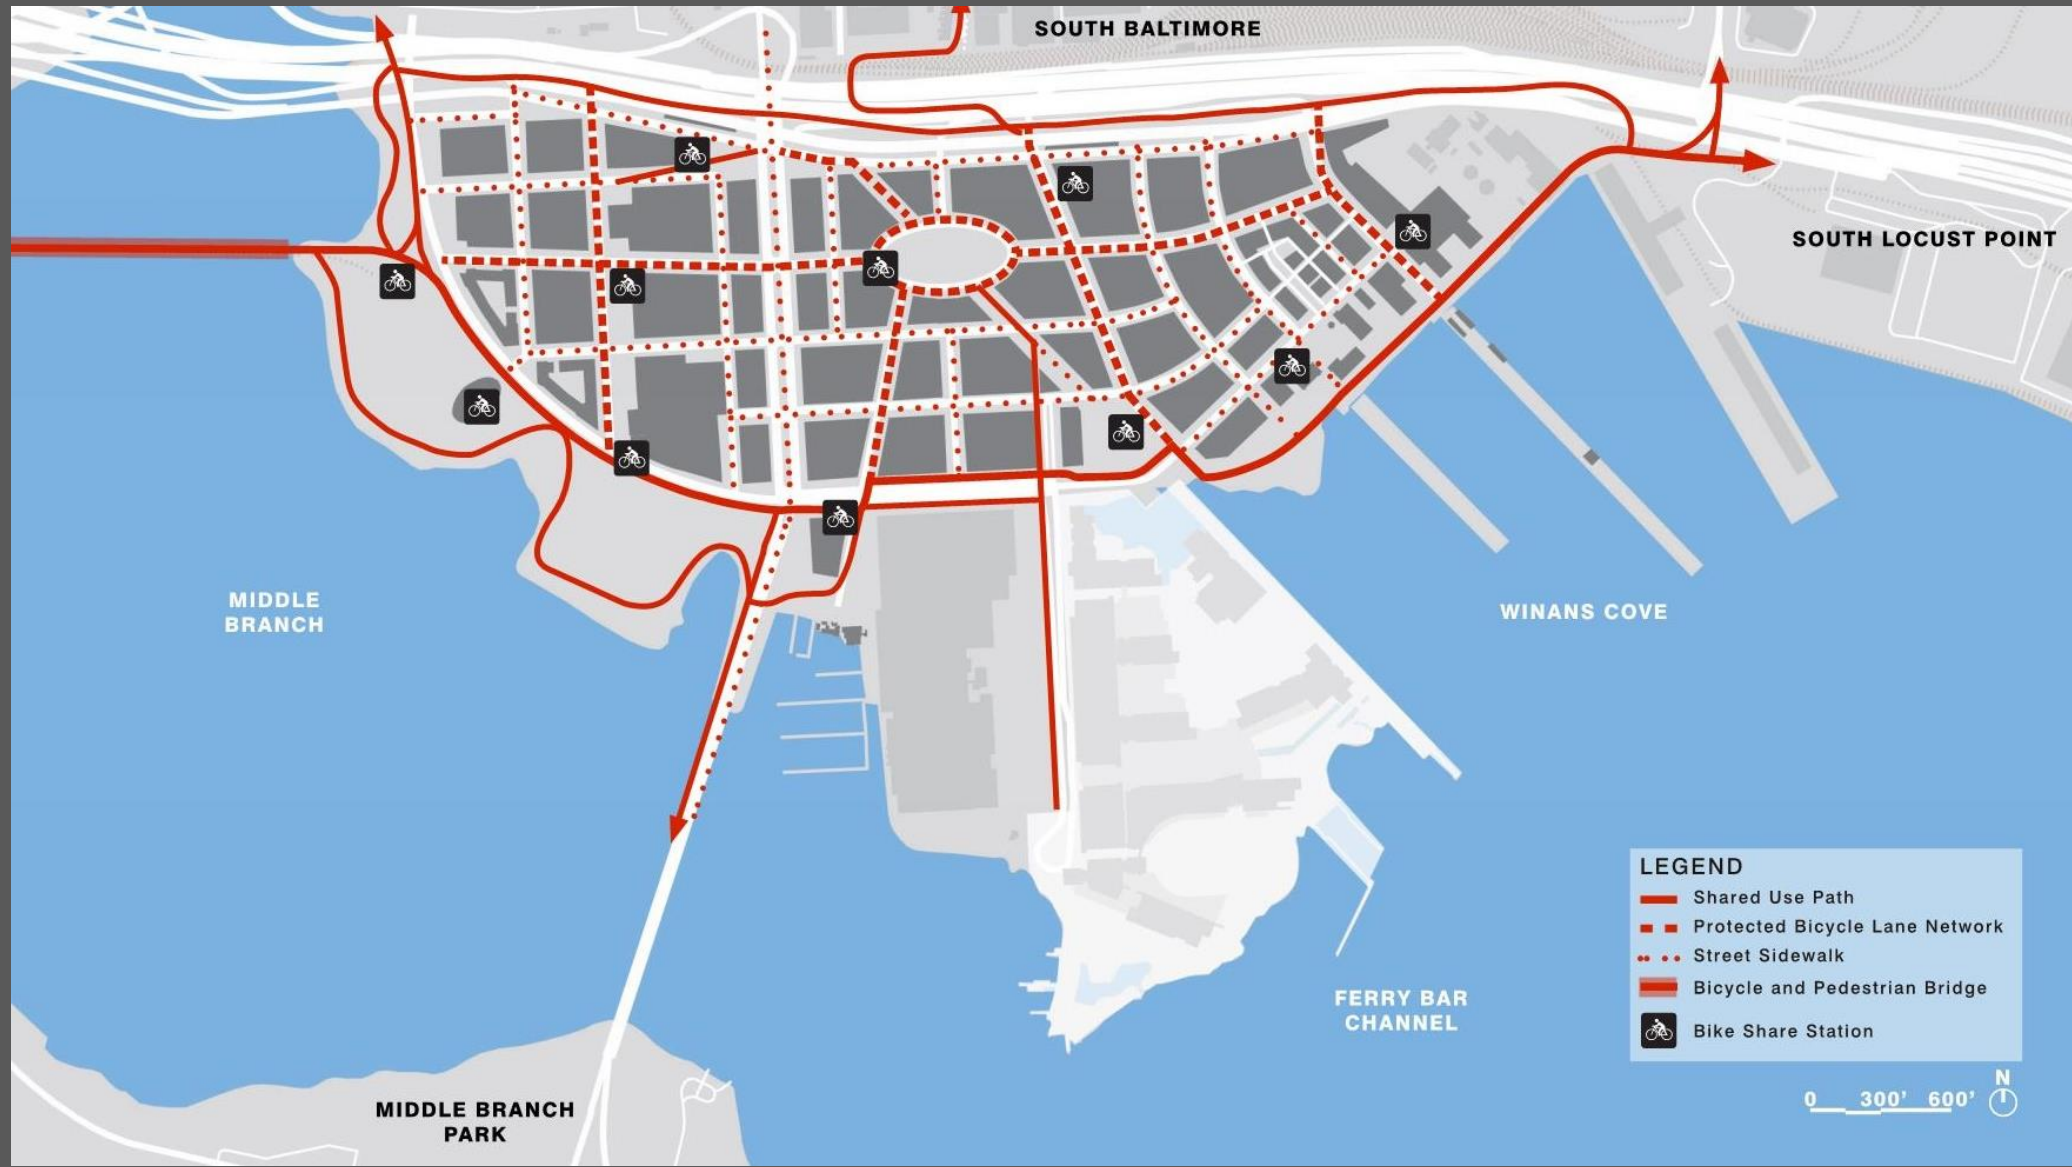 SOUTH BALTIMORE
SOUTH LOCUST POINT
MIDDLE
BRANCH
WINANS COVE
FERRY BAR
CHANNEL
MIDDLE BRANCH
PARK
LEGEND
Shared Use Path
Protected Bicycle Lane Network
Street Sidewalk
Bicycle and Pedestrian Bridge
Bike Share Station
N
0 300' 600'